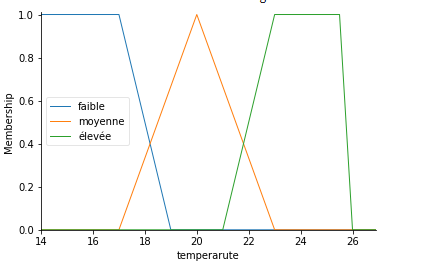 1.0
0.8
0.6
0.4
0.2
0.0
Membership
faible
moyenne
élevée
14 16 18 20 22 24 26
temperarute